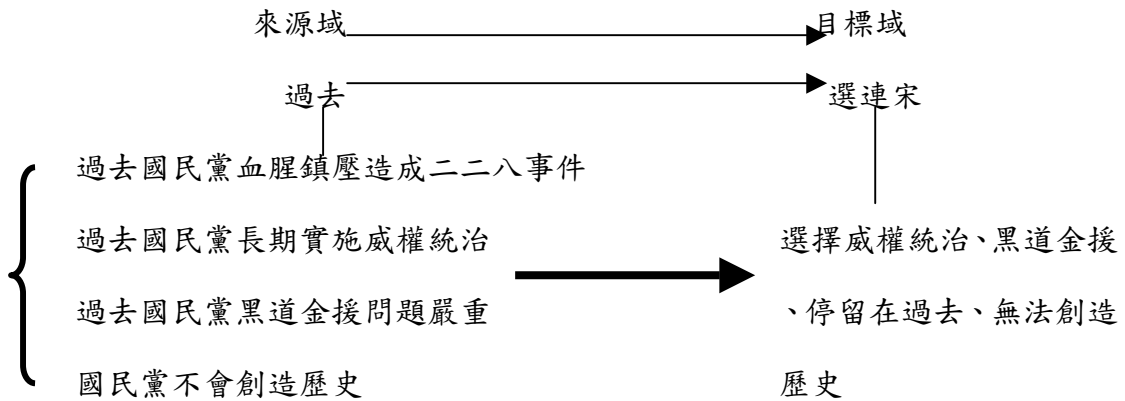 來源域 目標域
過去 選連宋
過去國民黨血腥鎮壓造成二二八事件
過去國民黨長期實施威權統治 選擇威權統治、黑道金援
過去國民黨黑道金援問題嚴重 、停留在過去、無法創造
國民黨不會創造歷史 歷史